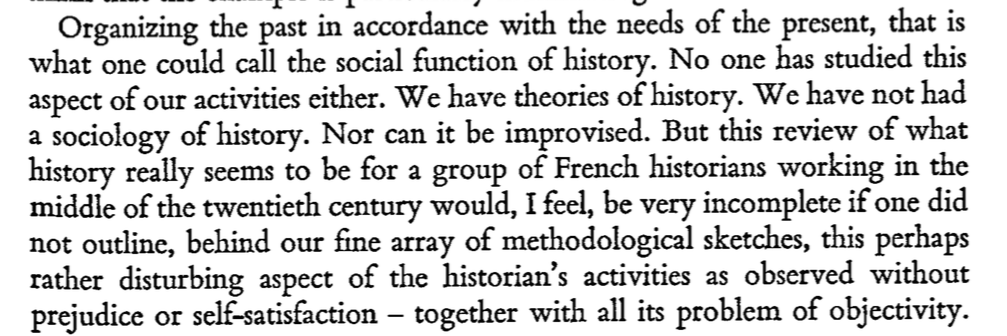 Organizing the past in accordance with the needs of the present, that is
what one could call the social function of history. No one has studied this
aspect of our activities either. We have theories of history. We have not had
a sociology of history. Nor can it be improvised. But this review of what
history really seems to be for a group of French historians working in the
middle of the twentieth century would, I feel, be very incomplete if one did
not outline, behind our fine array of methodological sketches, this perhaps
rather disturbing aspect of the historian's activities as observed without
prejudice or self-satisfaction – together with all its problem of objectivity.